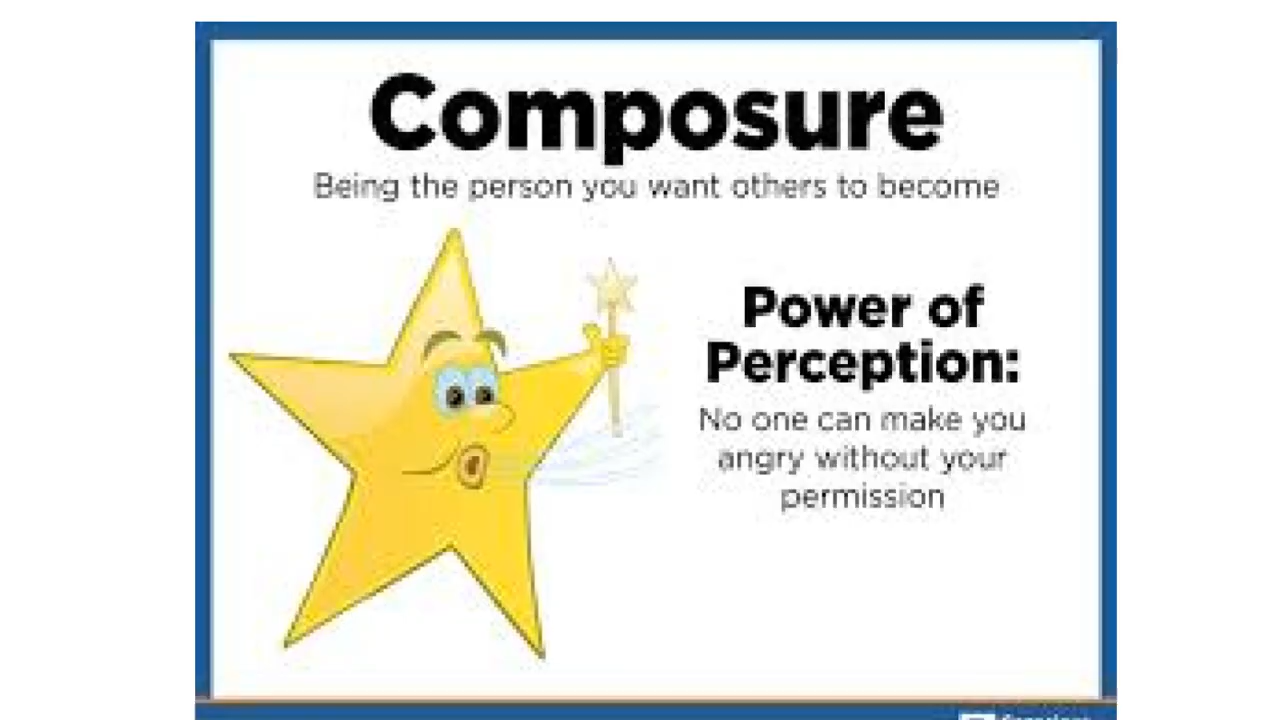 Composure
Being the person you want others to become
Power of
Perception:
No one can make you
angry without your
permission